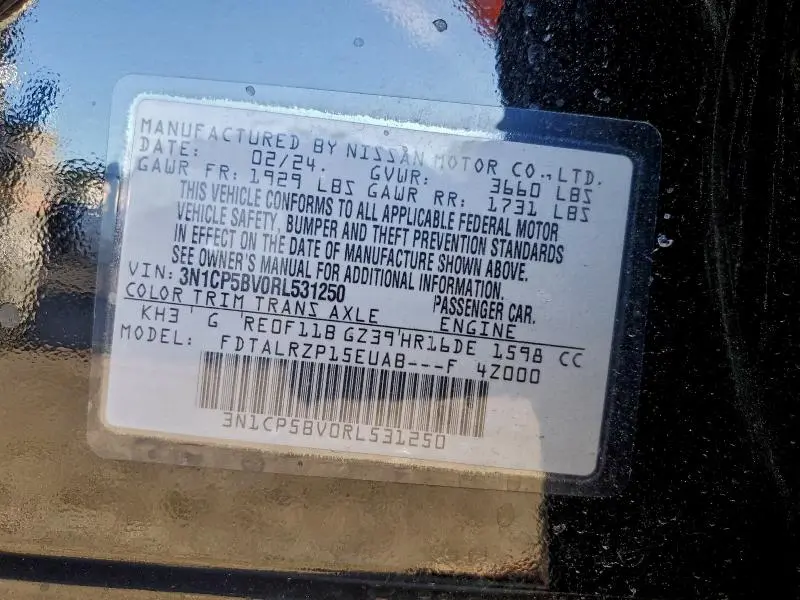 MANUFACTURED BY NISSAN MOTOR CO., LTD.
DATE: 02/24. GVWR: 3660 LBS
GAWR FR: 1929 LBS GAWR RR: 1731 LBS
THIS VEHICLE CONFORMS TO ALL APPLICABLE FEDERAL MOTOR
VEHICLE SAFETY, BUMPER AND THEFT PREVENTION STANDARDS
IN EFFECT ON THE DATE OF MANUFACTURE SHOWN ABOVE.
SEE OWNER'S MANUAL FOR ADDITIONAL INFORMATION.
VIN: 3N1CP5BV0RL531250 PASSENGER CAR.
COLOR TRIM TRANS AXLE ENGINE
KH3 G RE0F11B GZ39 HR16DE 1598 CC
MODEL: FDTALRZP15EUAB---F 4Z000
3N1CP5BV0RL531250